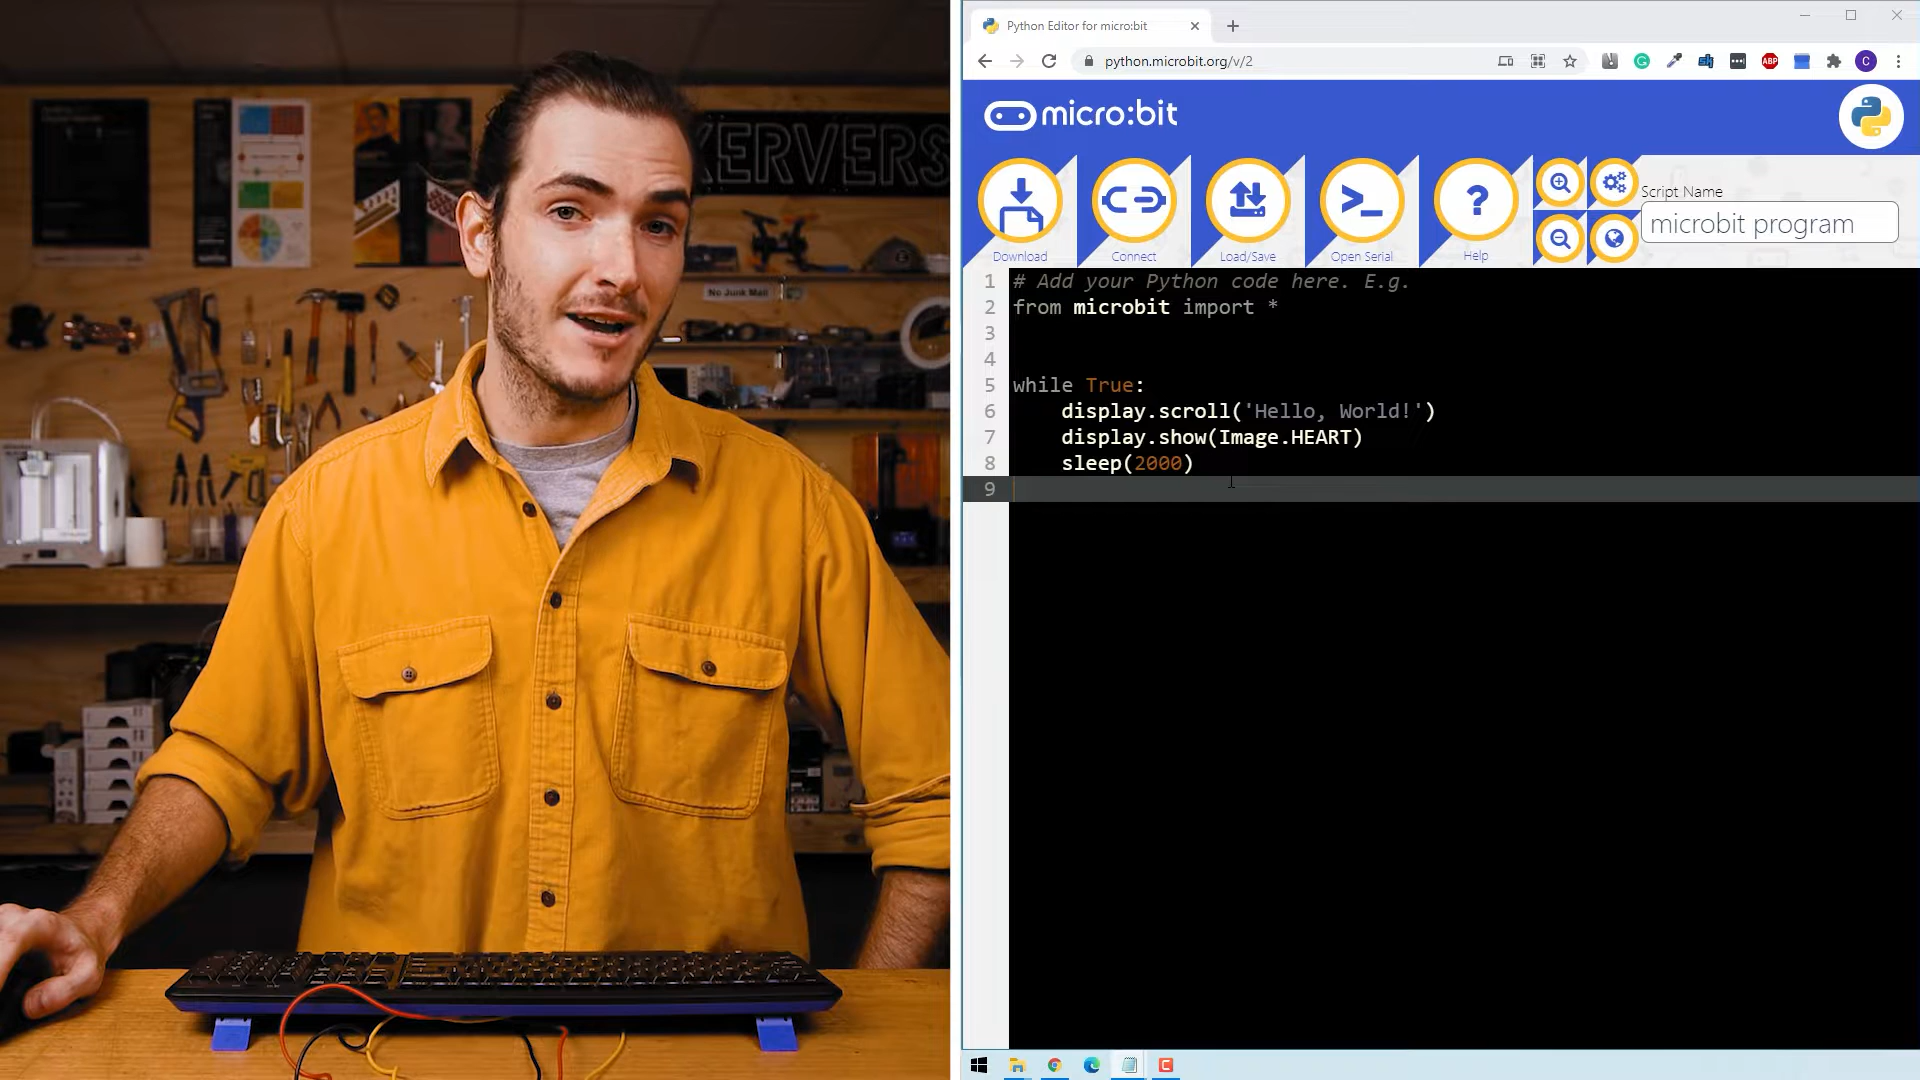 KERVERS
No Junk Mail
Python Editor for micro:bit
python.microbit.org/v/2
ABP
C
micro:bit
Download
Connect
Load/Save
Open Serial
Help
Script Name
microbit program
1 # Add your Python code here. E.g.
2 from microbit import *
3
4
5 while True:
6 display.scroll('Hello, World!')
7 display.show(Image.HEART)
8 sleep(2000)
9